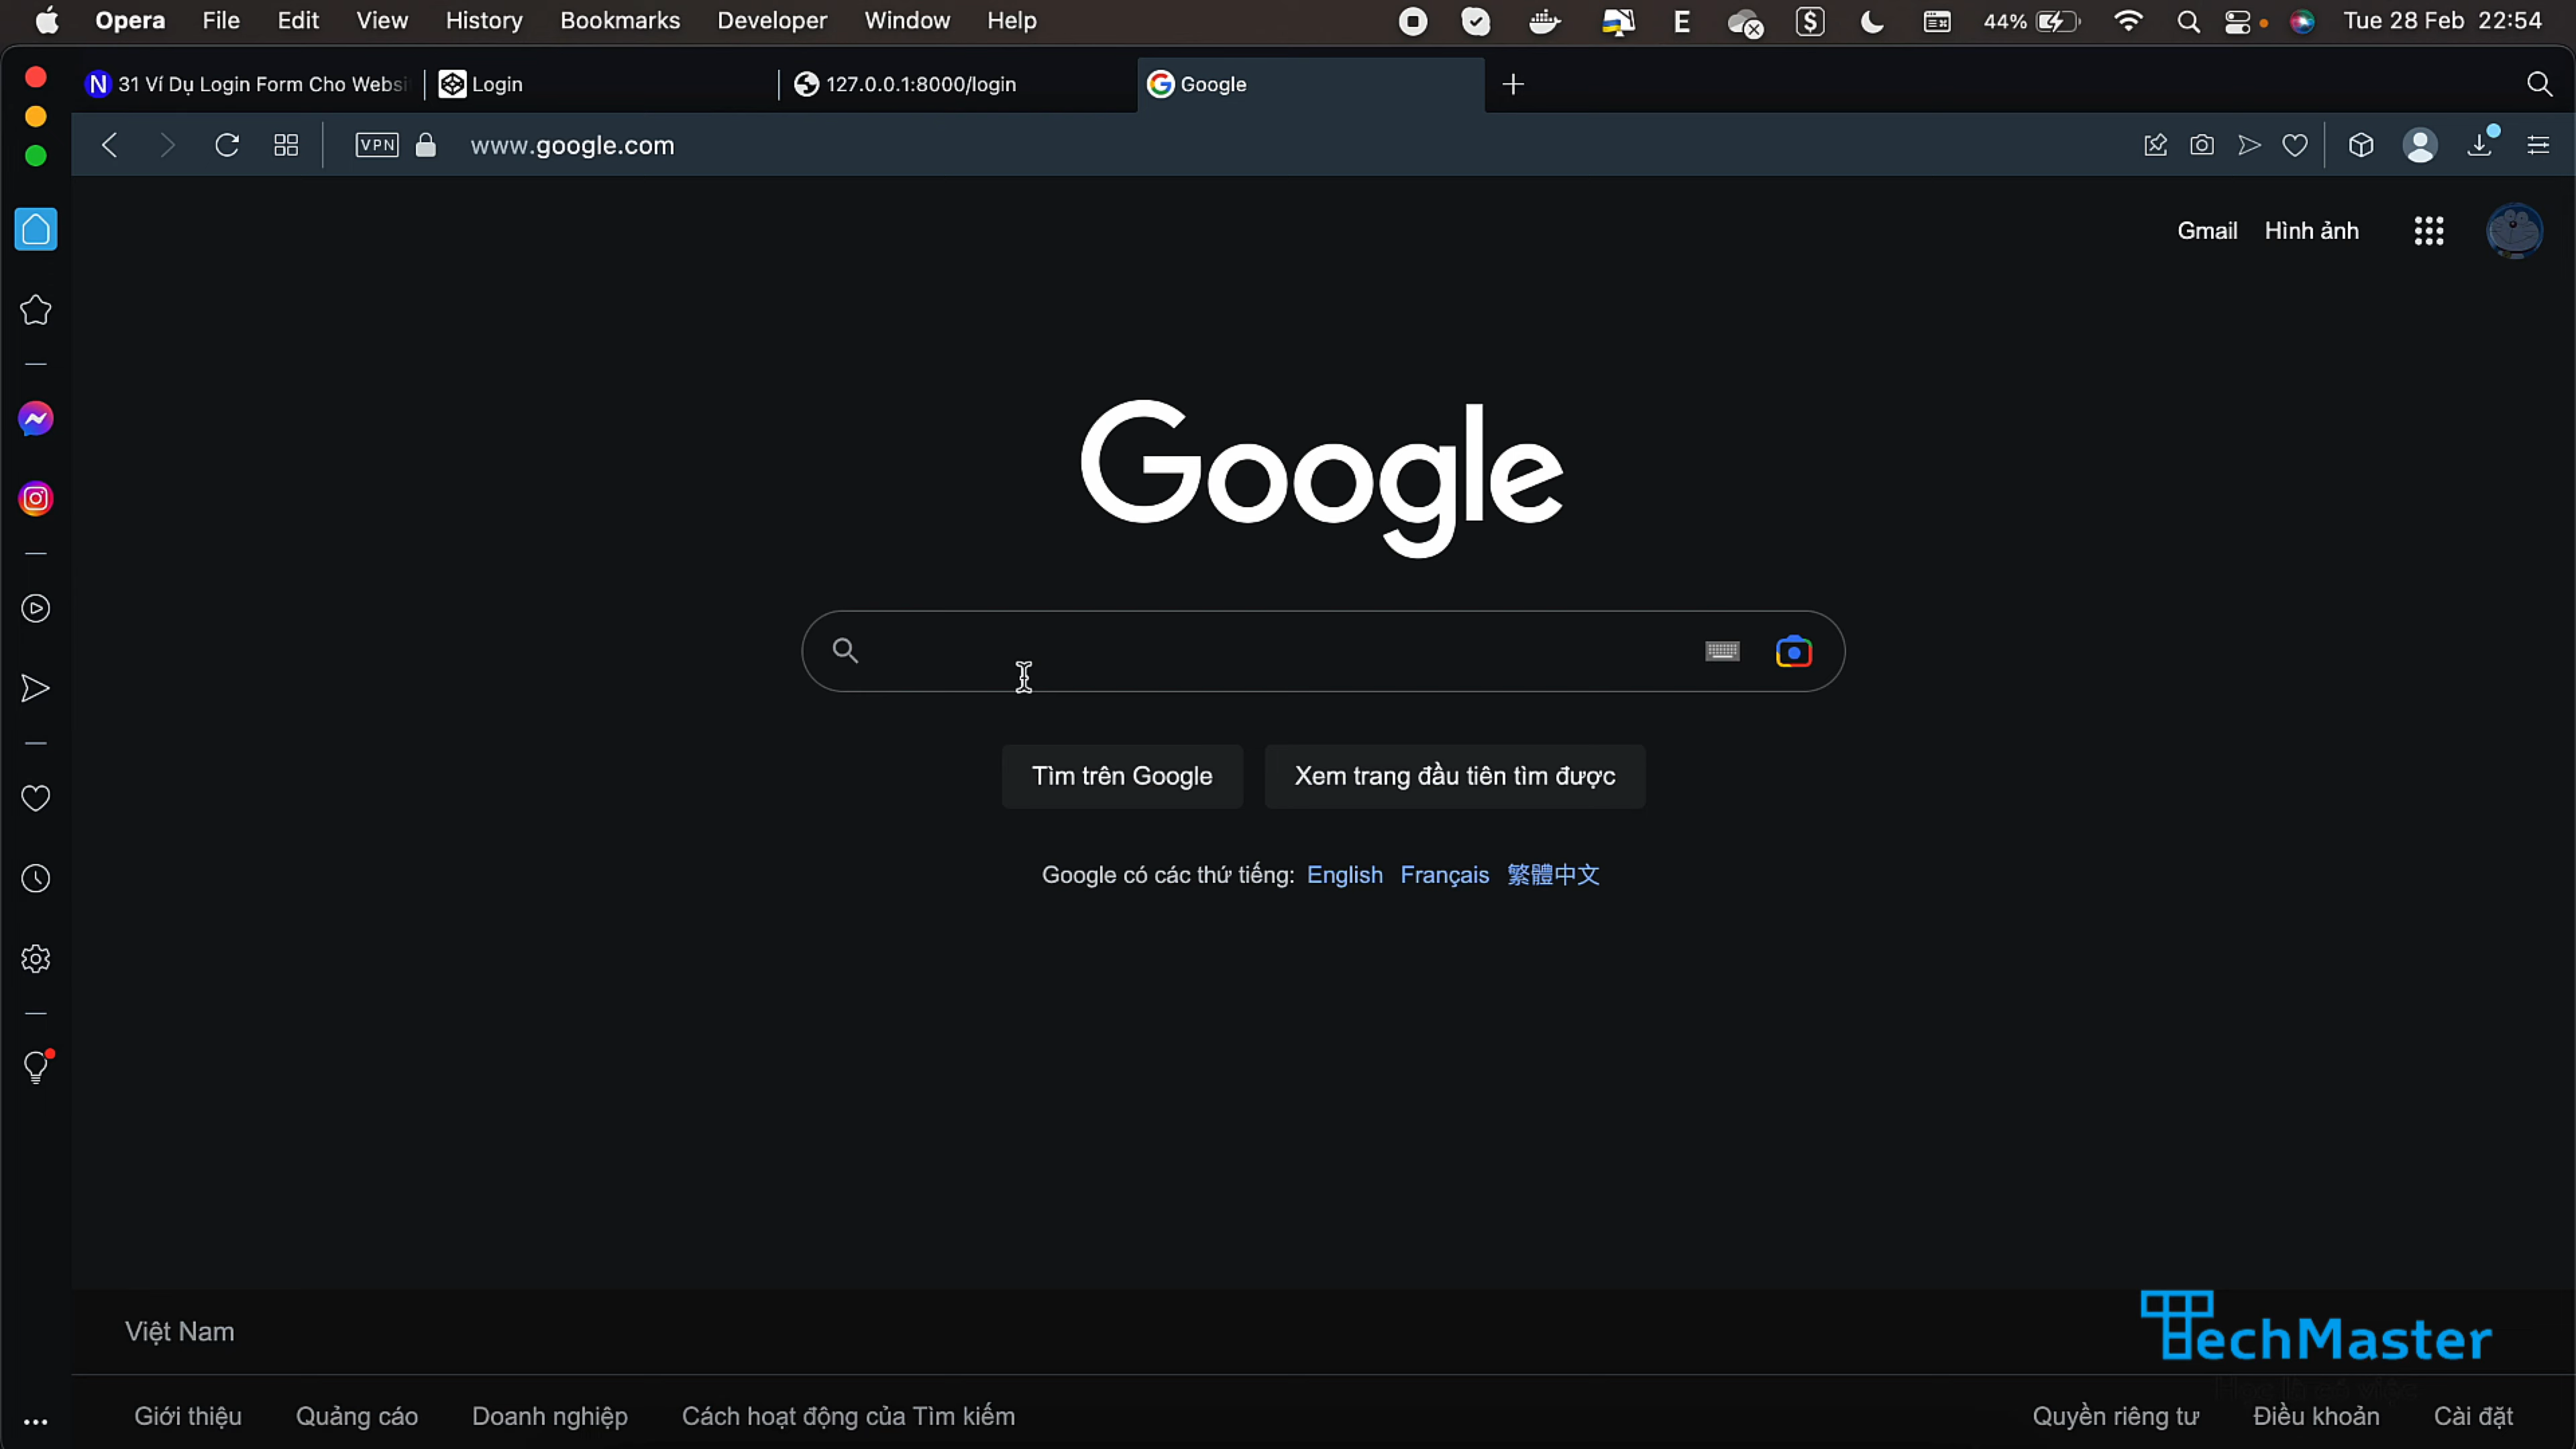 Opera File Edit View History Bookmarks Developer Window Help E $ 44% Tue 28 Feb 22:54
N 31 Ví Dụ Login Form Cho Websi Login 127.0.0.1:8000/login Google
VPN www.google.com
Gmail Hình ảnh
Google
Tìm trên Google Xem trang đầu tiên tìm được
Google có các thứ tiếng: English Français 繁體中文
Việt Nam
TechMaster
Giới thiệu Quảng cáo Doanh nghiệp Cách hoạt động của Tìm kiếm Quyền riêng tư Điều khoản Cài đặt